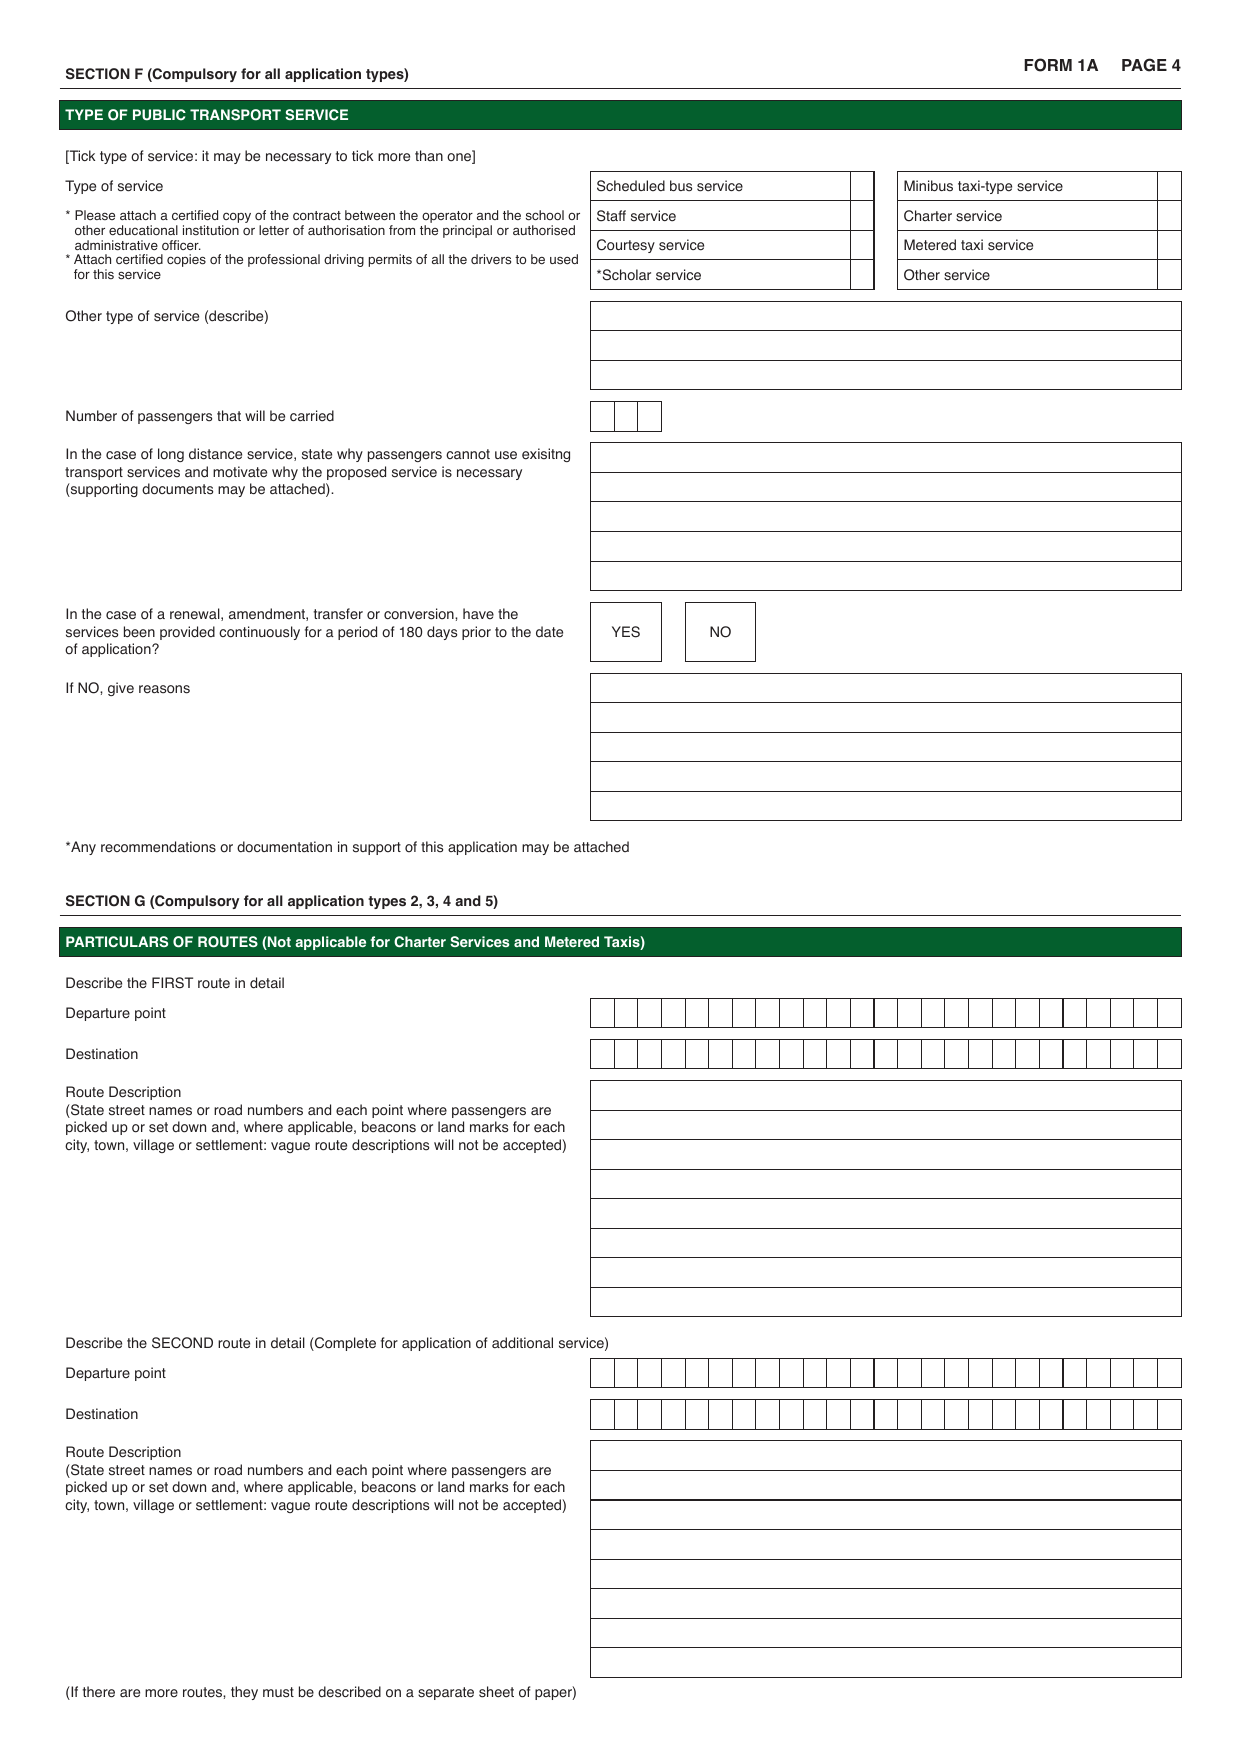 SECTION F (Compulsory for all application types)
FORM 1A PAGE 4
TYPE OF PUBLIC TRANSPORT SERVICE
[Tick type of service: it may be necessary to tick more than one]
Type of service
* Please attach a certified copy of the contract between the operator and the school or
other educational institution or letter of authorisation from the principal or authorised
administrative officer.
* Attach certified copies of the professional driving permits of all the drivers to be used
for this service
Scheduled bus service
Staff service
Courtesy service
*Scholar service
Minibus taxi-type service
Charter service
Metered taxi service
Other service
Other type of service (describe)
Number of passengers that will be carried
In the case of long distance service, state why passengers cannot use exisitng
transport services and motivate why the proposed service is necessary
(supporting documents may be attached).
In the case of a renewal, amendment, transfer or conversion, have the
services been provided continuously for a period of 180 days prior to the date
of application?
YES
NO
If NO, give reasons
*Any recommendations or documentation in support of this application may be attached
SECTION G (Compulsory for all application types 2, 3, 4 and 5)
PARTICULARS OF ROUTES (Not applicable for Charter Services and Metered Taxis)
Describe the FIRST route in detail
Departure point
Destination
Route Description
(State street names or road numbers and each point where passengers are
picked up or set down and, where applicable, beacons or land marks for each
city, town, village or settlement: vague route descriptions will not be accepted)
Describe the SECOND route in detail (Complete for application of additional service)
Departure point
Destination
Route Description
(State street names or road numbers and each point where passengers are
picked up or set down and, where applicable, beacons or land marks for each
city, town, village or settlement: vague route descriptions will not be accepted)
(If there are more routes, they must be described on a separate sheet of paper)